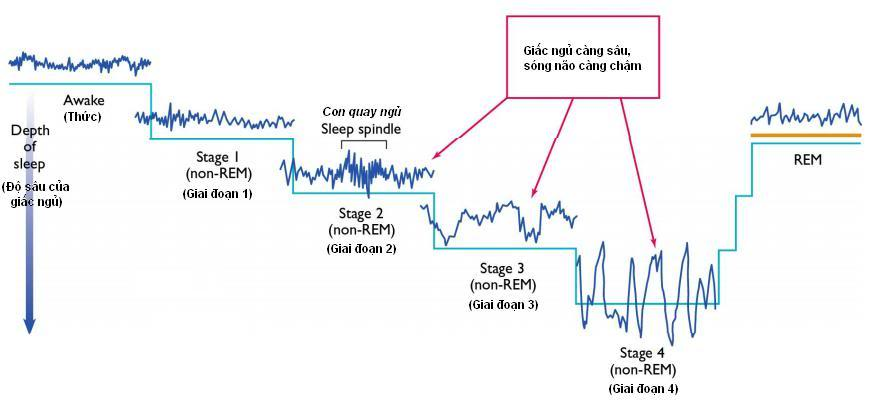 Giấc ngủ càng sâu,
sóng não càng chậm
Awake
(Thức)
Depth
of
sleep
(Độ sâu của
giấc ngủ)
Stage 1
(non-REM)
(Giai đoạn 1)
Con quay ngủ
Sleep spindle
Stage 2
(non-REM)
(Giai đoạn 2)
Stage 3
(non-REM)
(Giai đoạn 3)
Stage 4
(non-REM)
(Giai đoạn 4)
REM